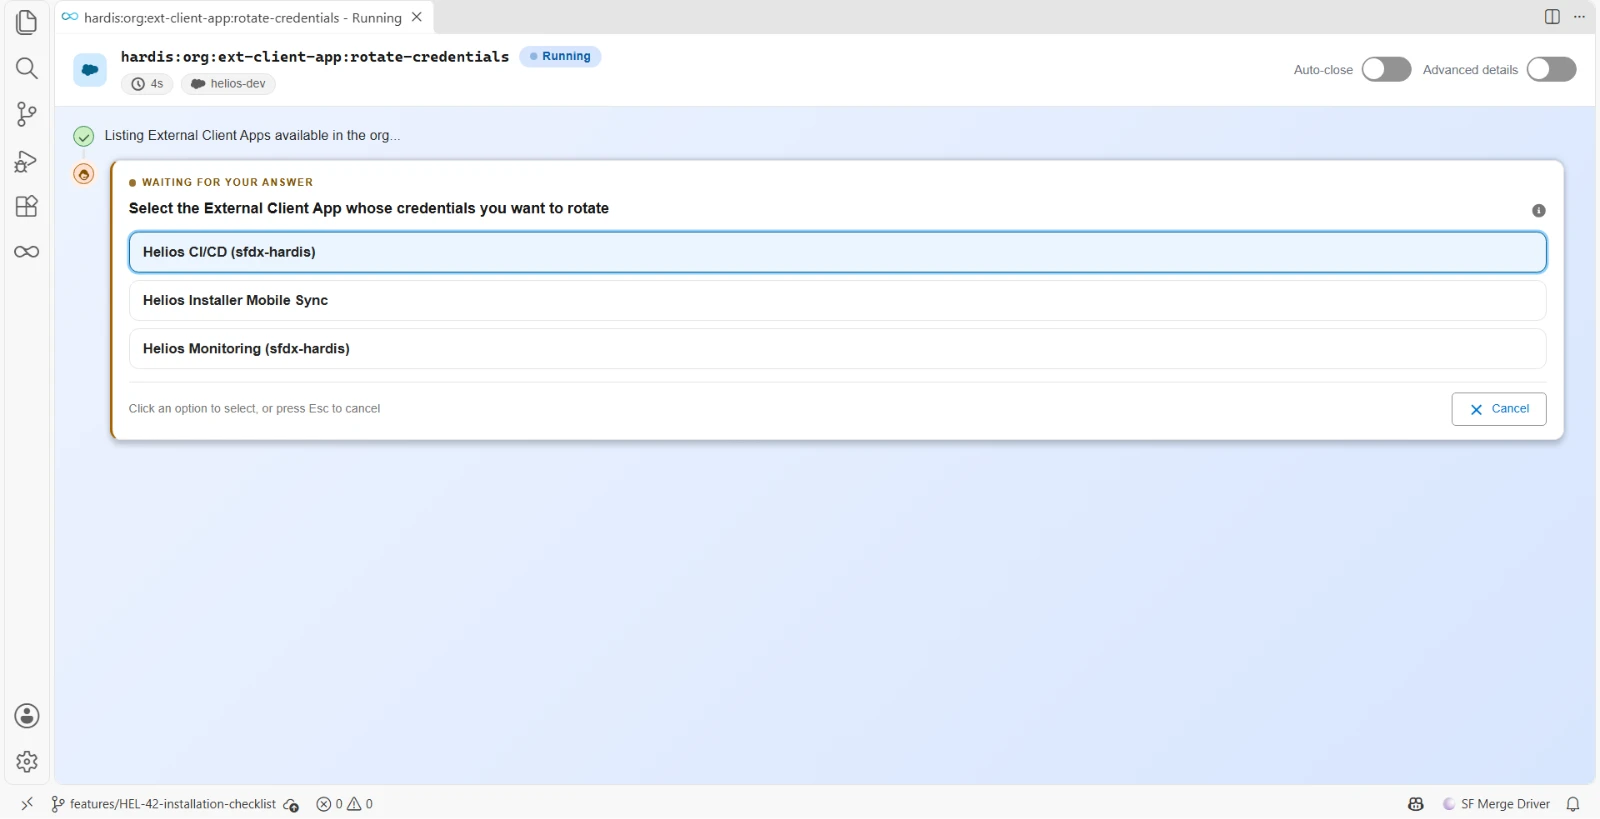 hardis:org:ext-client-app:rotate-credentials - Running
hardis:org:ext-client-app:rotate-credentials
Running
4s
helios-dev
Auto-close
Advanced details
Listing External Client Apps available in the org...
WAITING FOR YOUR ANSWER
Select the External Client App whose credentials you want to rotate
Helios CI/CD (sfdx-hardis)
Helios Installer Mobile Sync
Helios Monitoring (sfdx-hardis)
Click an option to select, or press Esc to cancel
Cancel
features/HEL-42-installation-checklist
0
0
SF Merge Driver